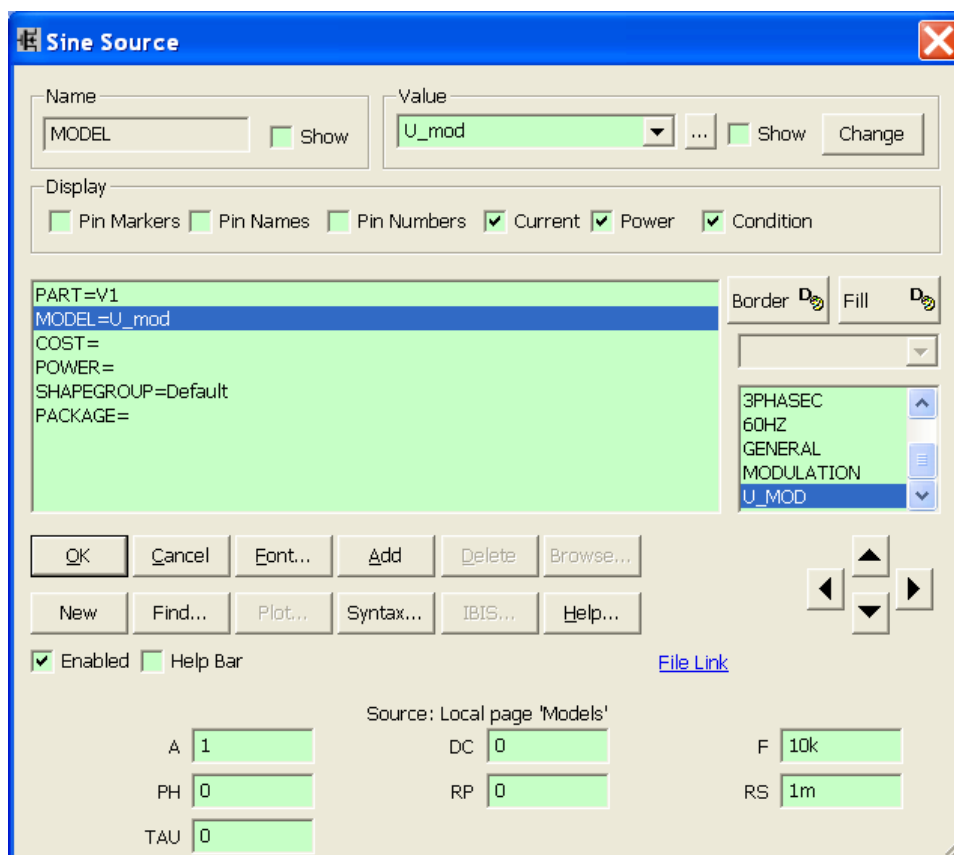 Sine Source
Name
MODEL
Show
Value
U_mod
...
Show
Change
Display
Pin Markers
Pin Names
Pin Numbers
Current
Power
Condition
PART=V1
MODEL=U_mod
COST=
POWER=
SHAPEGROUP=Default
PACKAGE=
Border
Fill
3PHASEC
60HZ
GENERAL
MODULATION
U_MOD
OK
Cancel
Font...
Add
Delete
Browse...
New
Find...
Plot...
Syntax...
IBIS...
Help...
Enabled
Help Bar
File Link
Source: Local page 'Models'
A 1
DC 0
F 10k
PH 0
RP 0
RS 1m
TAU 0